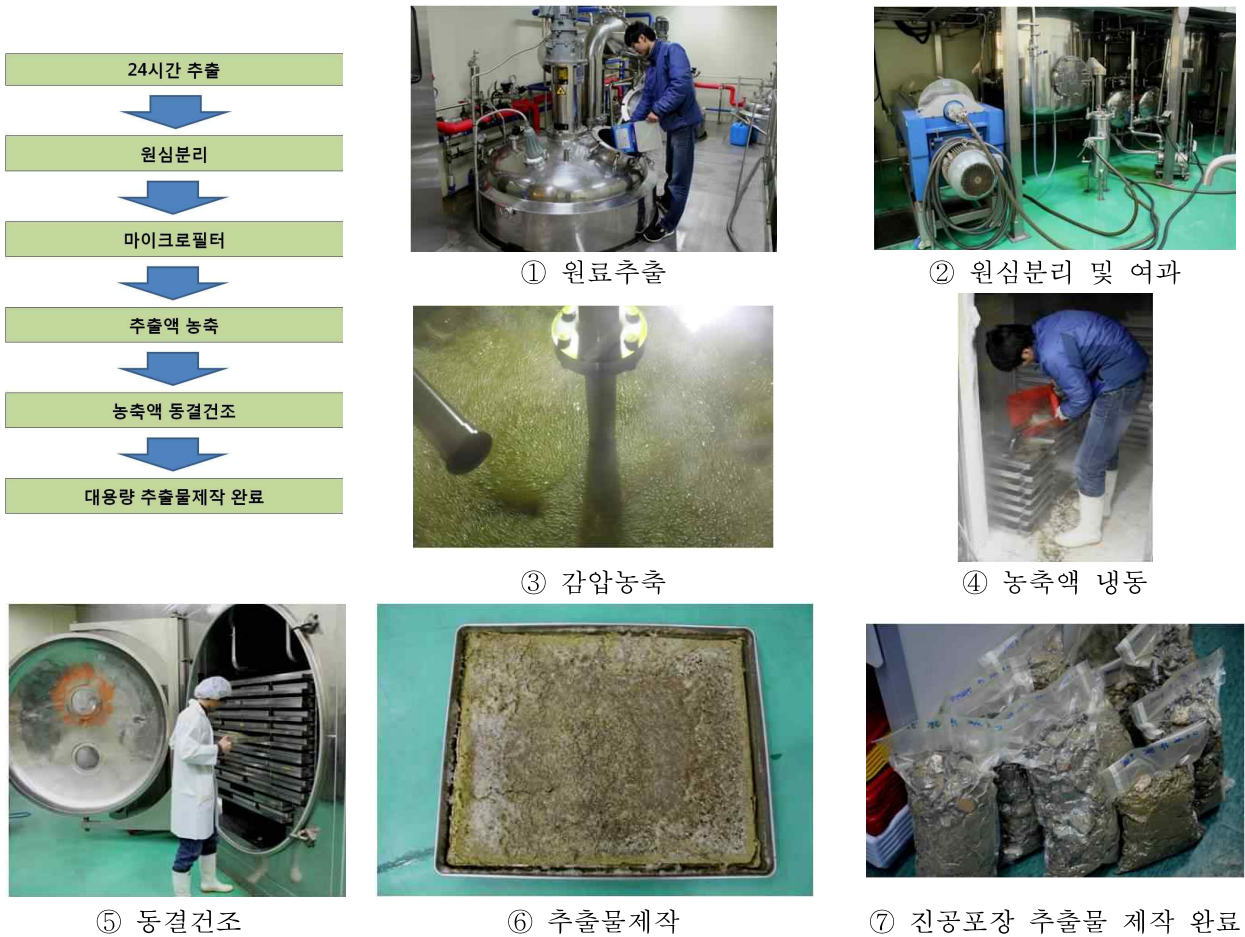 24시간 추출
원심분리
마이크로필터
추출액 농축
농축액 동결건조
대용량 추출물제작 완료
① 원료추출
② 원심분리 및 여과
③ 감압농축
④ 농축액 냉동
⑤ 동결건조
⑥ 추출물제작
⑦ 진공포장 추출물 제작 완료